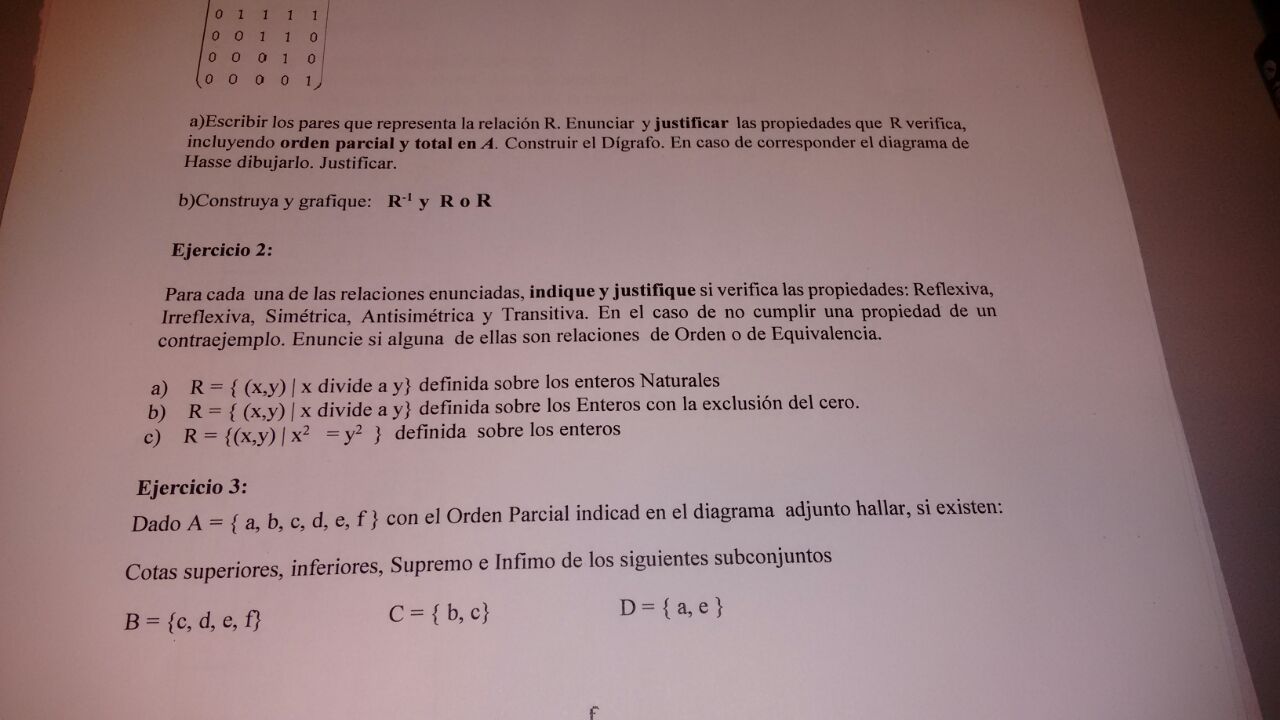 0 1 1 1 1
0 0 1 1 0
0 0 0 1 0
0 0 0 0 1
a)Escribir los pares que representa la relación R. Enunciar y justificar las propiedades que R verifica,
incluyendo orden parcial y total en A. Construir el Dígrafo. En caso de corresponder el diagrama de
Hasse dibujarlo. Justificar.
b)Construya y grafique: R⁻¹ y R o R
Ejercicio 2:
Para cada una de las relaciones enunciadas, indique y justifique si verifica las propiedades: Reflexiva,
Irreflexiva, Simétrica, Antisimétrica y Transitiva. En el caso de no cumplir una propiedad de un
contraejemplo. Enuncie si alguna de ellas son relaciones de Orden o de Equivalencia.
a) R = { (x,y) | x divide a y} definida sobre los enteros Naturales
b) R = { (x,y) | x divide a y} definida sobre los Enteros con la exclusión del cero.
c) R = {(x,y) | x² = y² } definida sobre los enteros
Ejercicio 3:
Dado A = { a, b, c, d, e, f } con el Orden Parcial indicad en el diagrama adjunto hallar, si existen:
Cotas superiores, inferiores, Supremo e Infimo de los siguientes subconjuntos
B = {c, d, e, f} C = { b, c} D = { a, e }
f